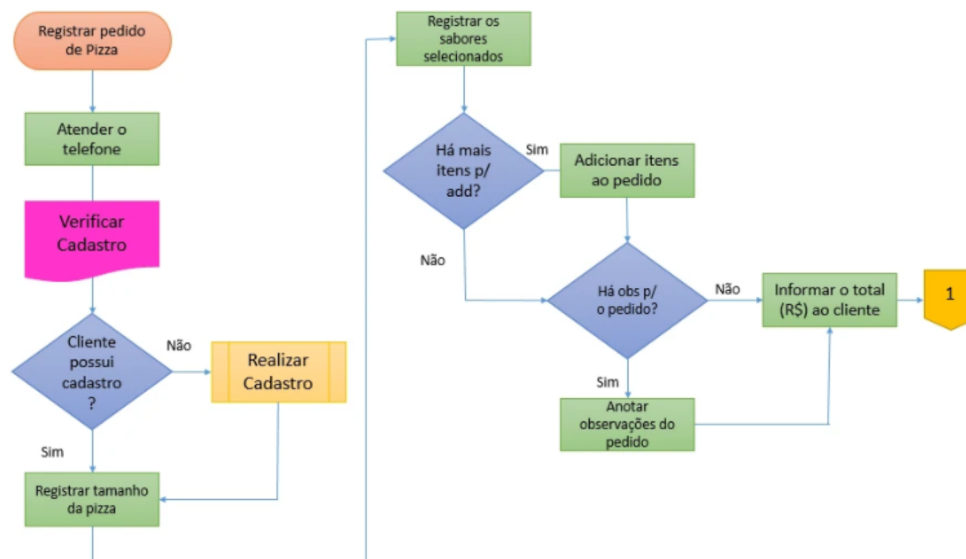 Registrar pedido
de Pizza
Atender o
telefone
Verificar
Cadastro
Cliente
possui
cadastro
?
Não
Realizar
Cadastro
Sim
Registrar tamanho
da pizza
Registrar os
sabores
selecionados
Há mais
itens p/
add?
Sim
Adicionar itens
ao pedido
Não
Há obs p/
o pedido?
Não
Informar o total
(R$) ao cliente
1
Sim
Anotar
observações do
pedido